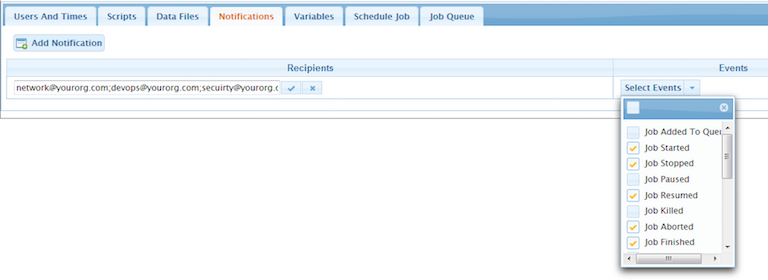 Users And Times Scripts Data Files Notifications Variables Schedule Job Job Queue
Add Notification
Recipients Events
network@yourorg.com;devops@yourorg.com;secuirty@yourorg.c Select Events
Job Added To Que
Job Started
Job Stopped
Job Paused
Job Resumed
Job Killed
Job Aborted
Job Finished